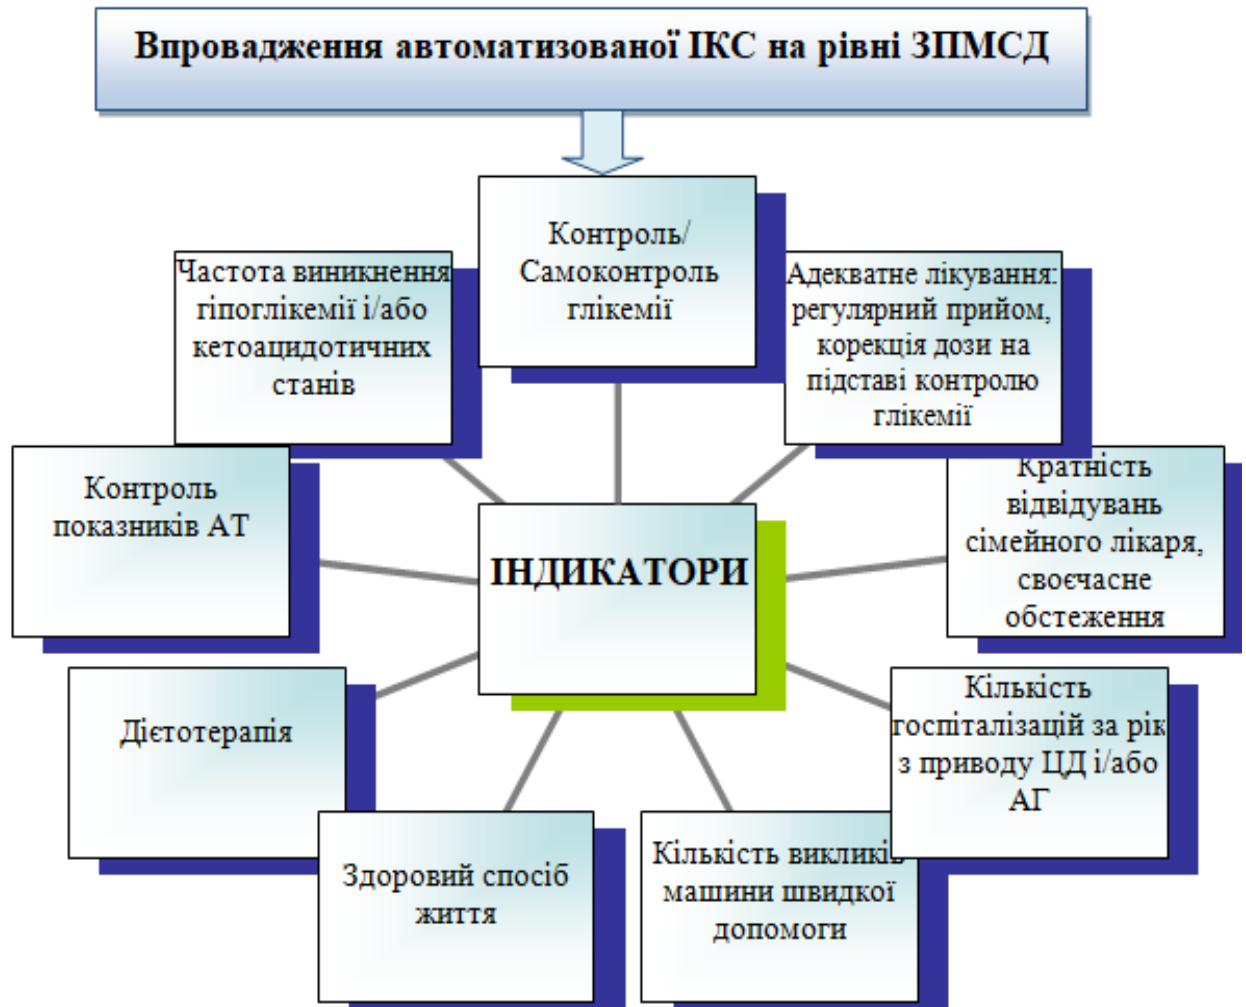 Впровадження автоматизованої ІКС на рівні ЗПМСД
Контроль/
Самоконтроль
глікемії
Адекватне лікування:
регулярний прийом,
корекція дози на
підставі контролю
глікемії
Кратність
відвідувань
сімейного лікаря,
своєчасне
обстеження
Кількість
госпіталізацій за рік
з приводу ЦД і/або
АГ
Кількість викликів
машини швидкої
допомоги
Здоровий спосіб
життя
Дієтотерапія
Контроль
показників АТ
Частота виникнення
гіпоглікемії і/або
кетоацидотичних
станів
ІНДИКАТОРИ